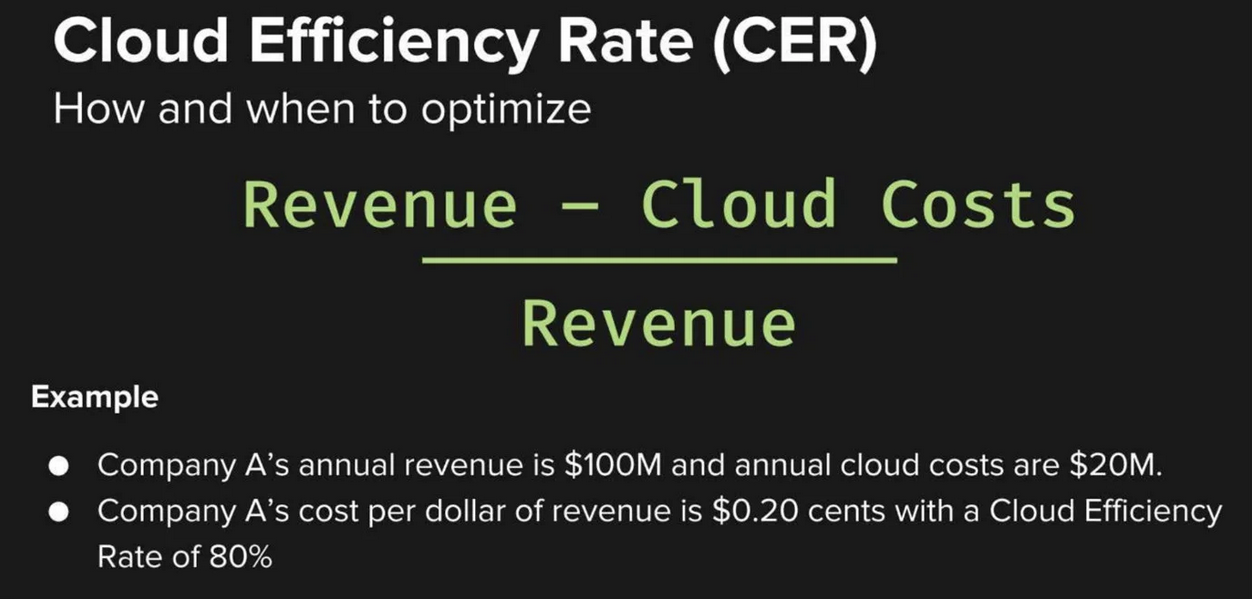 Cloud Efficiency Rate (CER)
How and when to optimize
Revenue – Cloud Costs
Revenue
Example
● Company A’s annual revenue is $100M and annual cloud costs are $20M.
● Company A’s cost per dollar of revenue is $0.20 cents with a Cloud Efficiency
Rate of 80%